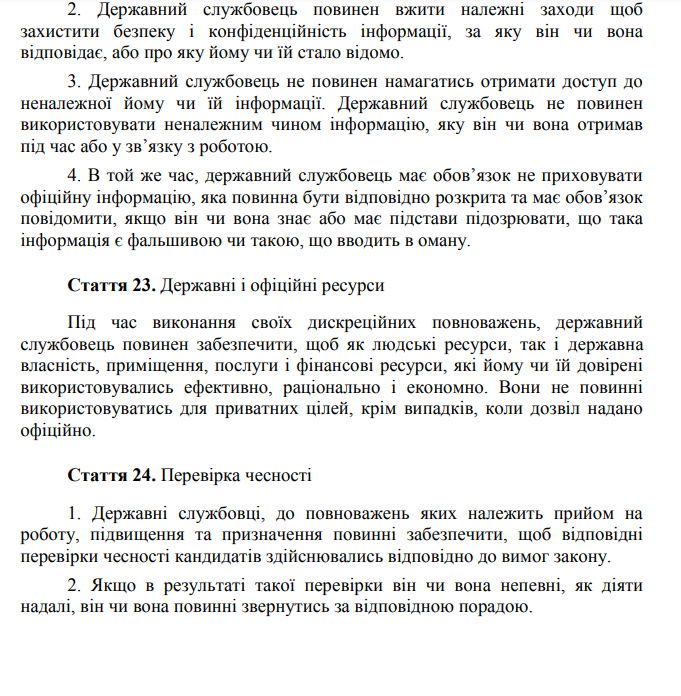 2. Державний службовець повинен вжити належні заходи щоб
захистити безпеку і конфіденційність інформації, за яку він чи вона
відповідає, або про яку йому чи їй стало відомо.
3. Державний службовець не повинен намагатись отримати доступ до
неналежної йому чи їй інформації. Державний службовець не повинен
використовувати неналежним чином інформацію, яку він чи вона отримав
під час або у зв’язку з роботою.
4. В той же час, державний службовець має обов’язок не приховувати
офіційну інформацію, яка повинна бути відповідно розкрита та має обов’язок
повідомити, якщо він чи вона знає або має підстави підозрювати, що така
інформація є фальшивою чи такою, що вводить в оману.
Стаття 23. Державні і офіційні ресурси
Під час виконання своїх дискреційних повноважень, державний
службовець повинен забезпечити, щоб як людські ресурси, так і державна
власність, приміщення, послуги і фінансові ресурси, які йому чи їй довірені
використовувались ефективно, раціонально і економно. Вони не повинні
використовуватись для приватних цілей, крім випадків, коли дозвіл надано
офіційно.
Стаття 24. Перевірка чесності
1. Державні службовці, до повноважень яких належить прийом на
роботу, підвищення та призначення повинні забезпечити, щоб відповідні
перевірки чесності кандидатів здійснювались відповідно до вимог закону.
2. Якщо в результаті такої перевірки він чи вона непевні, як діяти
надалі, він чи вона повинні звернутись за відповідною порадою.